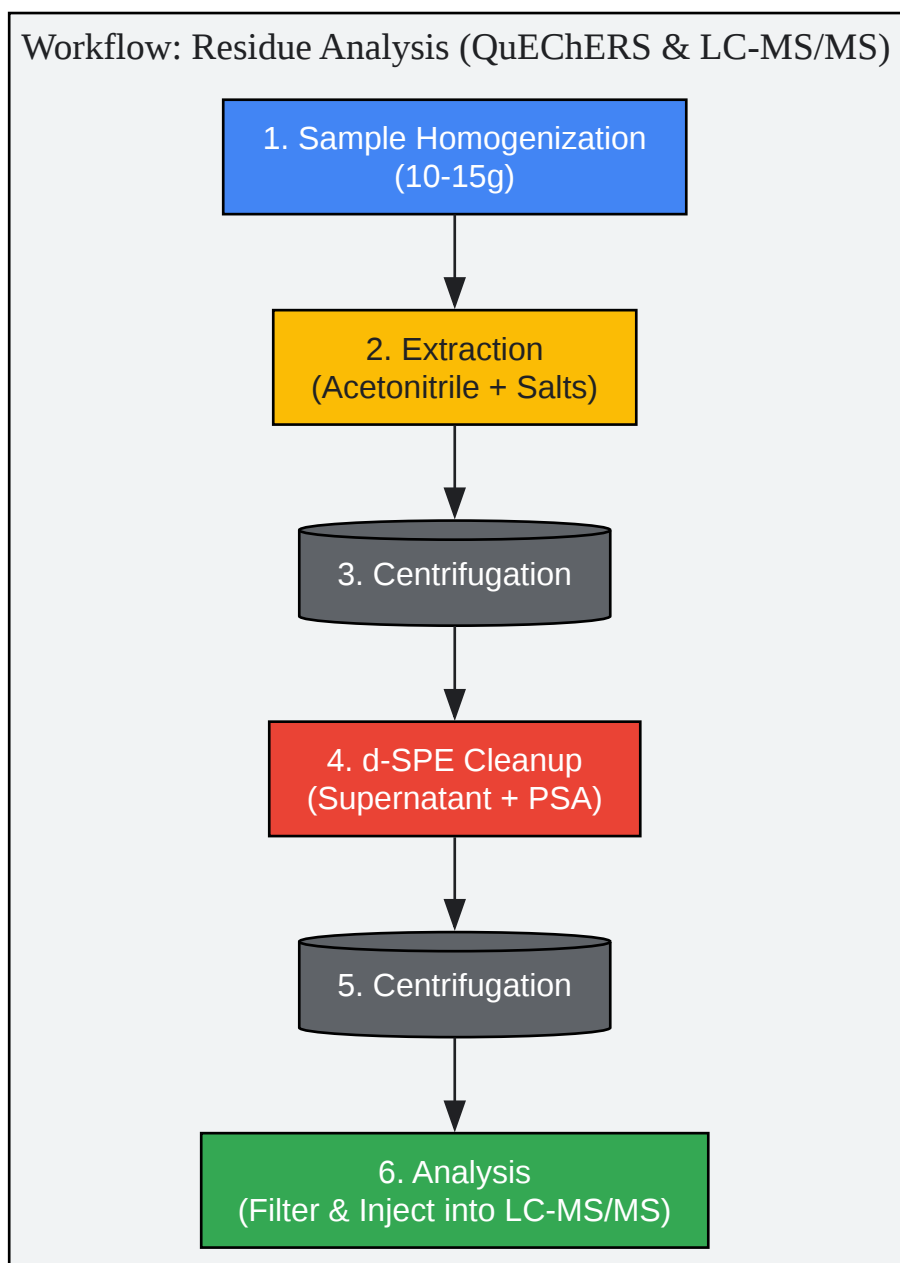 Workflow: Residue Analysis (QuEChERS & LC-MS/MS)
1. Sample Homogenization
(10-15g)
2. Extraction
(Acetonitrile + Salts)
3. Centrifugation
4. d-SPE Cleanup
(Supernatant + PSA)
5. Centrifugation
6. Analysis
(Filter & Inject into LC-MS/MS)